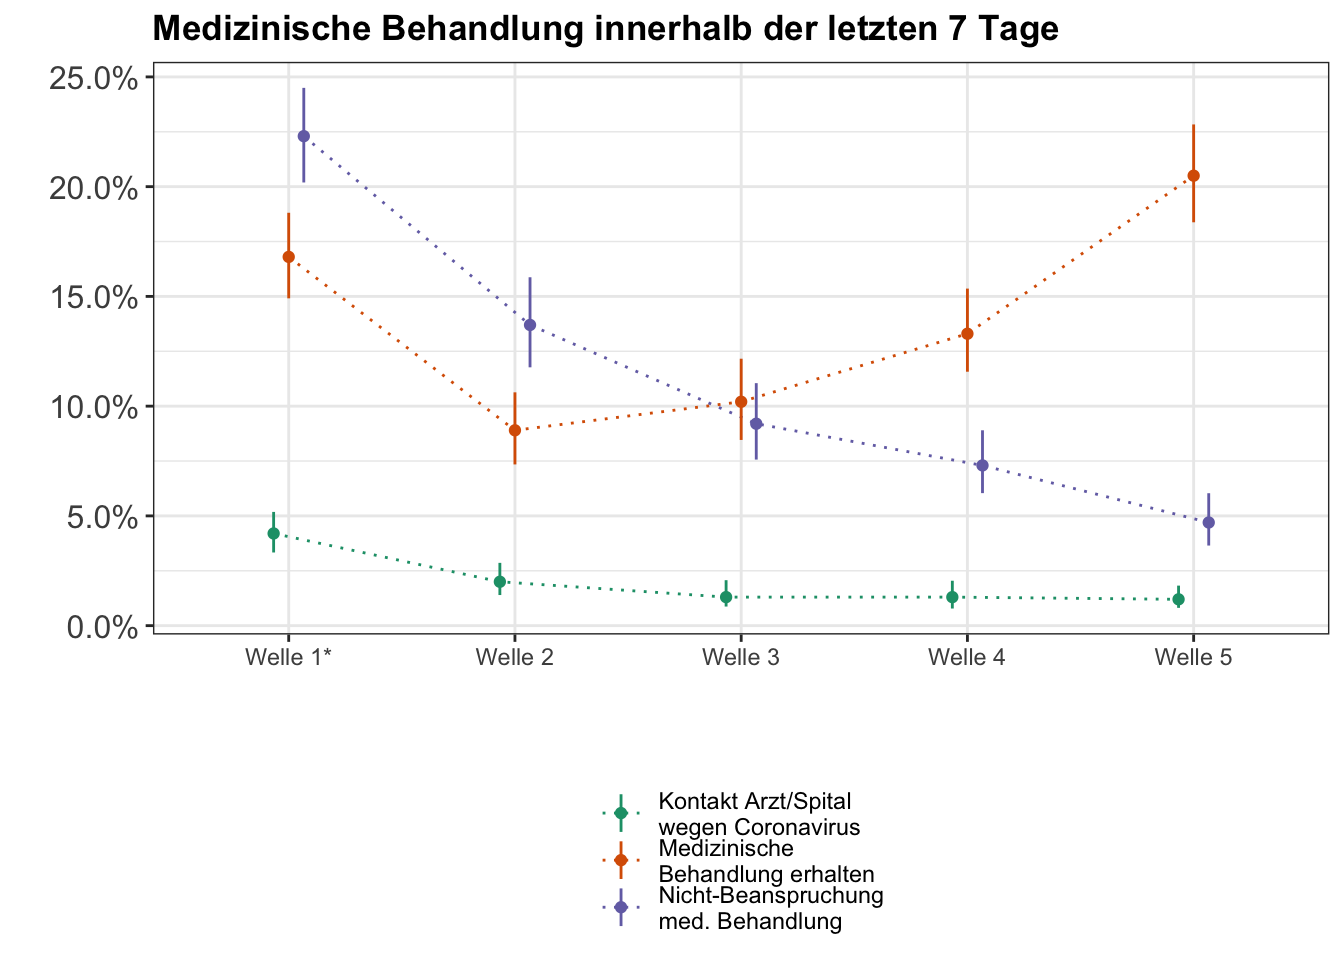 Medizinische Behandlung innerhalb der letzten 7 Tage
25.0%
20.0%
15.0%
10.0%
5.0%
0.0%
Welle 1* Welle 2 Welle 3 Welle 4 Welle 5
Kontakt Arzt/Spital
wegen Coronavirus
Medizinische
Behandlung erhalten
Nicht-Beanspruchung
med. Behandlung